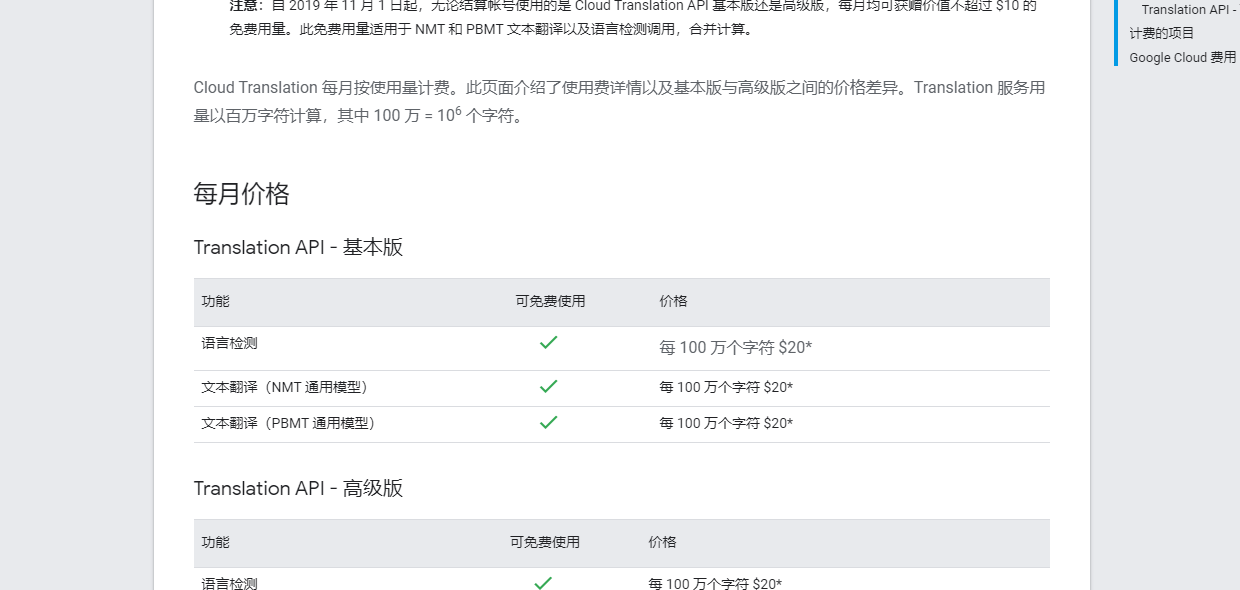 注意：自 2019 年 11 月 1 日起，无论结算帐号使用的是 Cloud Translation API 基本版还是高级版，每月均可获赠价值不超过 $10 的
免费用量。此免费用量适用于 NMT 和 PBMT 文本翻译以及语言检测调用，合并计算。
Cloud Translation 每月按使用量计费。此页面介绍了使用费详情以及基本版与高级版之间的价格差异。Translation 服务用
量以百万字符计算，其中 100 万 = 10⁶ 个字符。
每月价格
Translation API - 基本版
功能 可免费使用 价格
语言检测 ✓ 每 100 万个字符 $20*
文本翻译（NMT 通用模型） ✓ 每 100 万个字符 $20*
文本翻译（PBMT 通用模型） ✓ 每 100 万个字符 $20*
Translation API - 高级版
功能 可免费使用 价格
语言检测 ✓ 每 100 万个字符 $20*
Translation API -
计费的项目
Google Cloud 费用